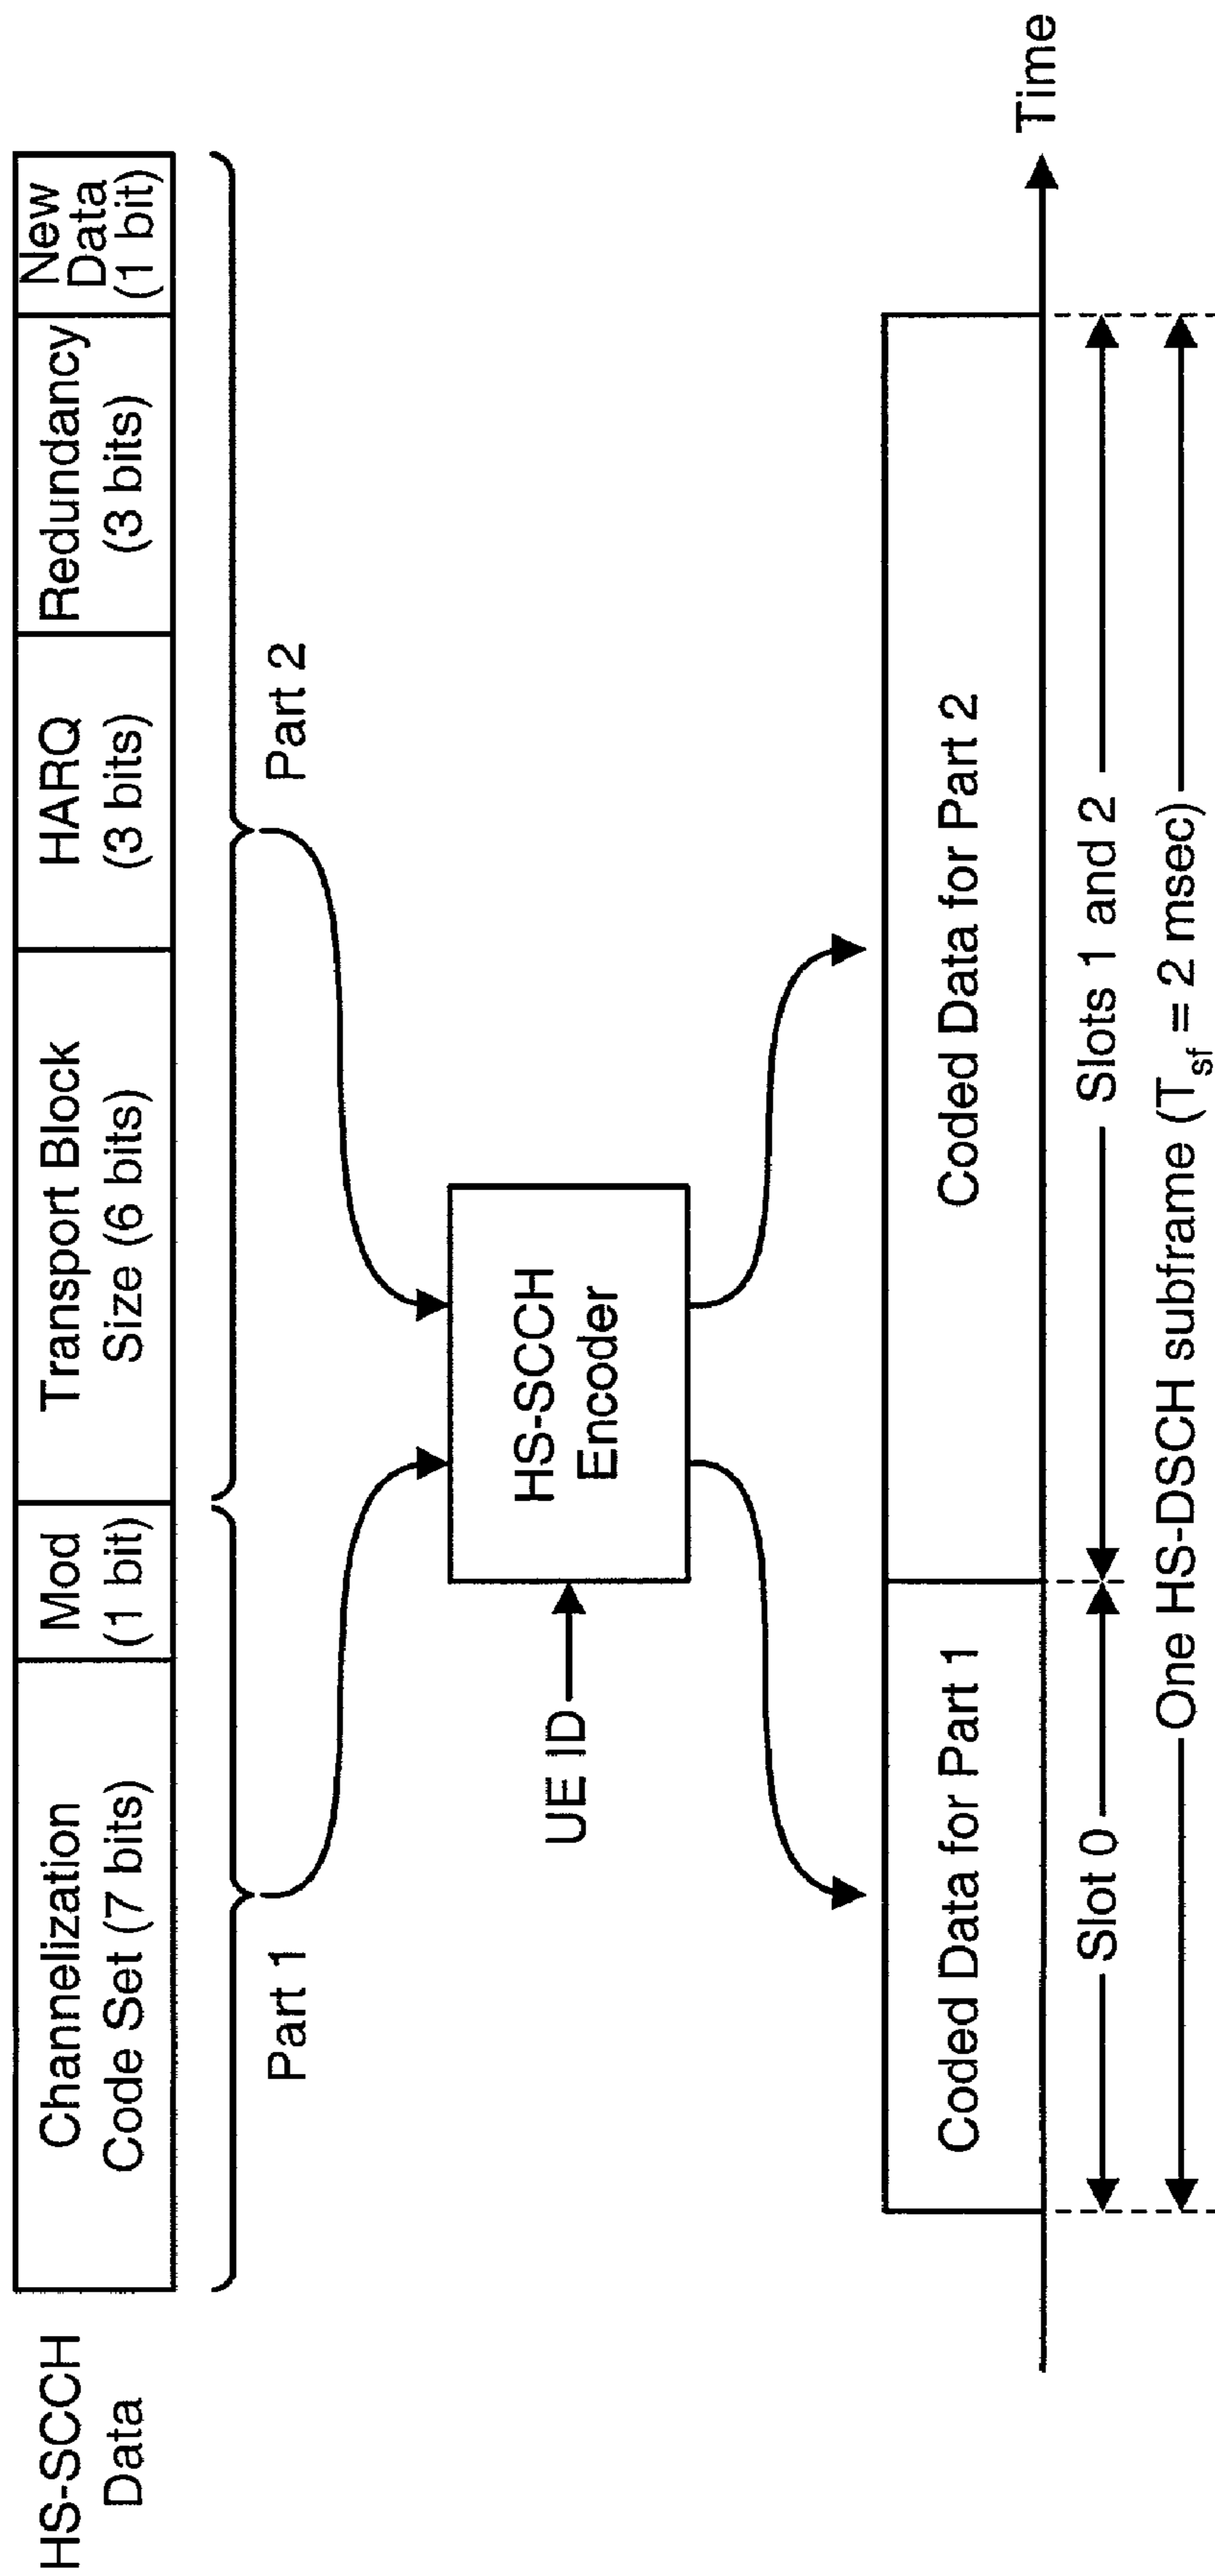 HS-SCCH
Data
Channelization
Code Set (7 bits)
Mod
(1 bit)
Transport Block
Size (6 bits)
HARQ
(3 bits)
Redundancy
(3 bits)
New
Data
(1 bit)
Part 1
Part 2
UE ID
HS-SCCH
Encoder
Coded Data for Part 1
Coded Data for Part 2
Time
Slot 0
Slots 1 and 2
One HS-DSCH subframe (Tsf = 2 msec)